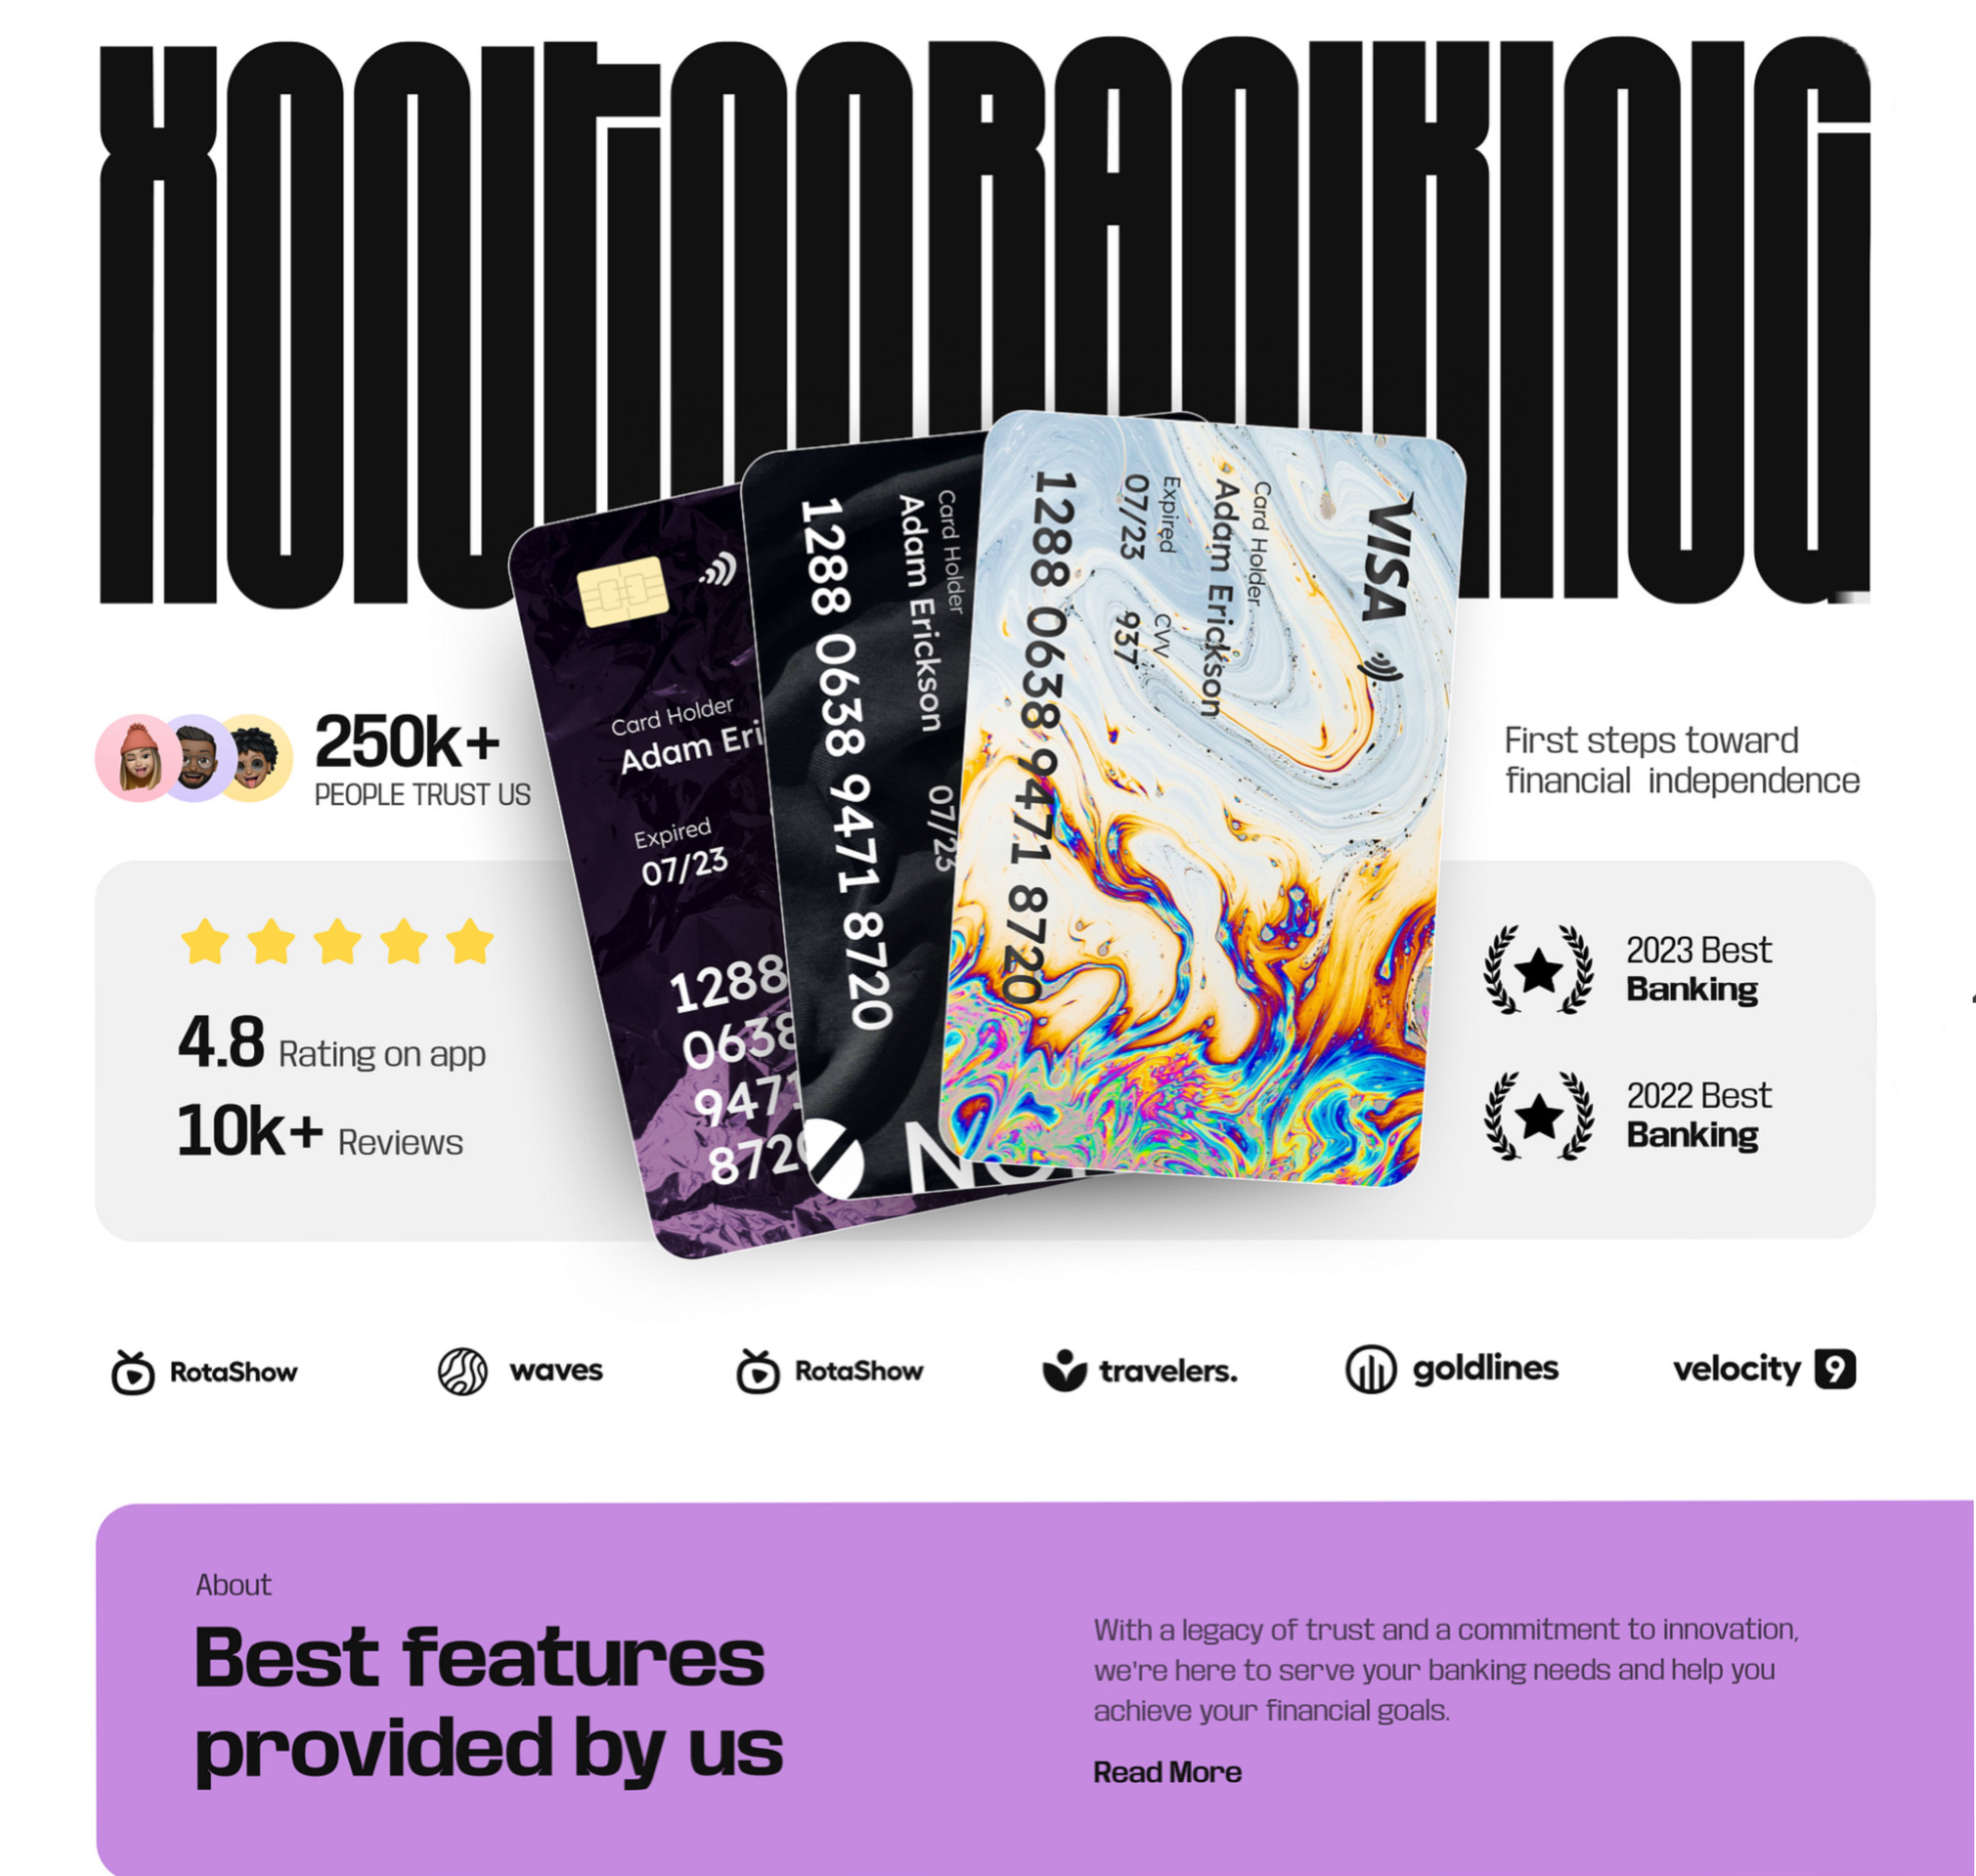 250k+
PEOPLE TRUST US
First steps toward
financial independence
4.8 Rating on app
10k+ Reviews
Card Holder
Adam
Expired
07/23
1288
0638
9471
8720
Card Holder
Adam Erickson
07/23
1288 0638 9471 8720
VISA
Card Holder
Adam Erickson
Expired
07/23
CVV
937
1288 0638 9471 8720
2023 Best
Banking
2022 Best
Banking
RotaShow
waves
RotaShow
travelers.
goldlines
velocity 9
About
Best features
provided by us
With a legacy of trust and a commitment to innovation,
we're here to serve your banking needs and help you
achieve your financial goals.
Read More